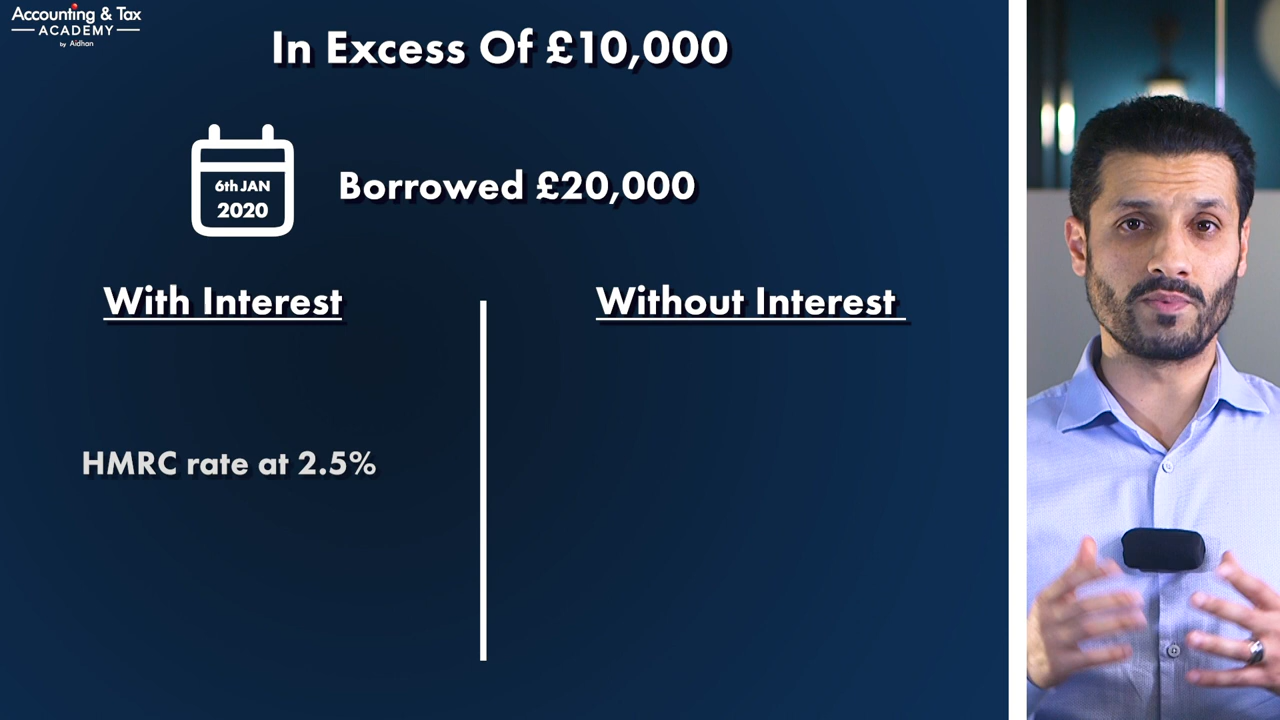 Accounting & Tax
ACADEMY
by Aidhan
In Excess Of £10,000
6th JAN
2020
Borrowed £20,000
With Interest
Without Interest
HMRC rate at 2.5%